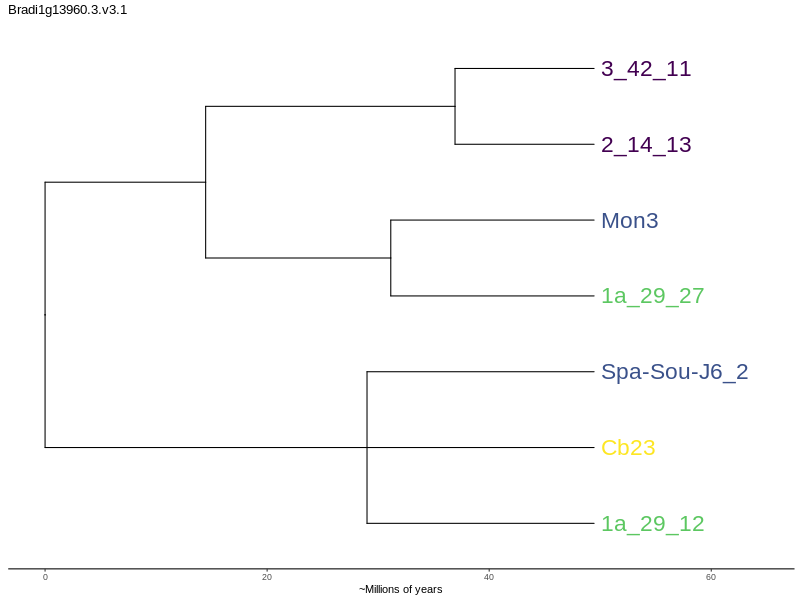 Bradi1g13960.3.v3.1
3_42_11
2_14_13
Mon3
1a_29_27
Spa-Sou-J6_2
Cb23
1a_29_12
0 20 40 60
~Millions of years